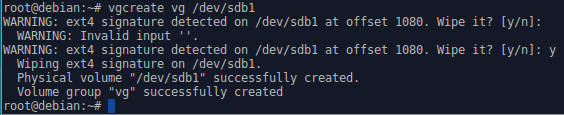 root@debian:~# vgcreate vg /dev/sdb1
WARNING: ext4 signature detected on /dev/sdb1 at offset 1080. Wipe it? [y/n]:
  WARNING: Invalid input ''.
WARNING: ext4 signature detected on /dev/sdb1 at offset 1080. Wipe it? [y/n]: y
  Wiping ext4 signature on /dev/sdb1.
  Physical volume "/dev/sdb1" successfully created.
  Volume group "vg" successfully created
root@debian:~#